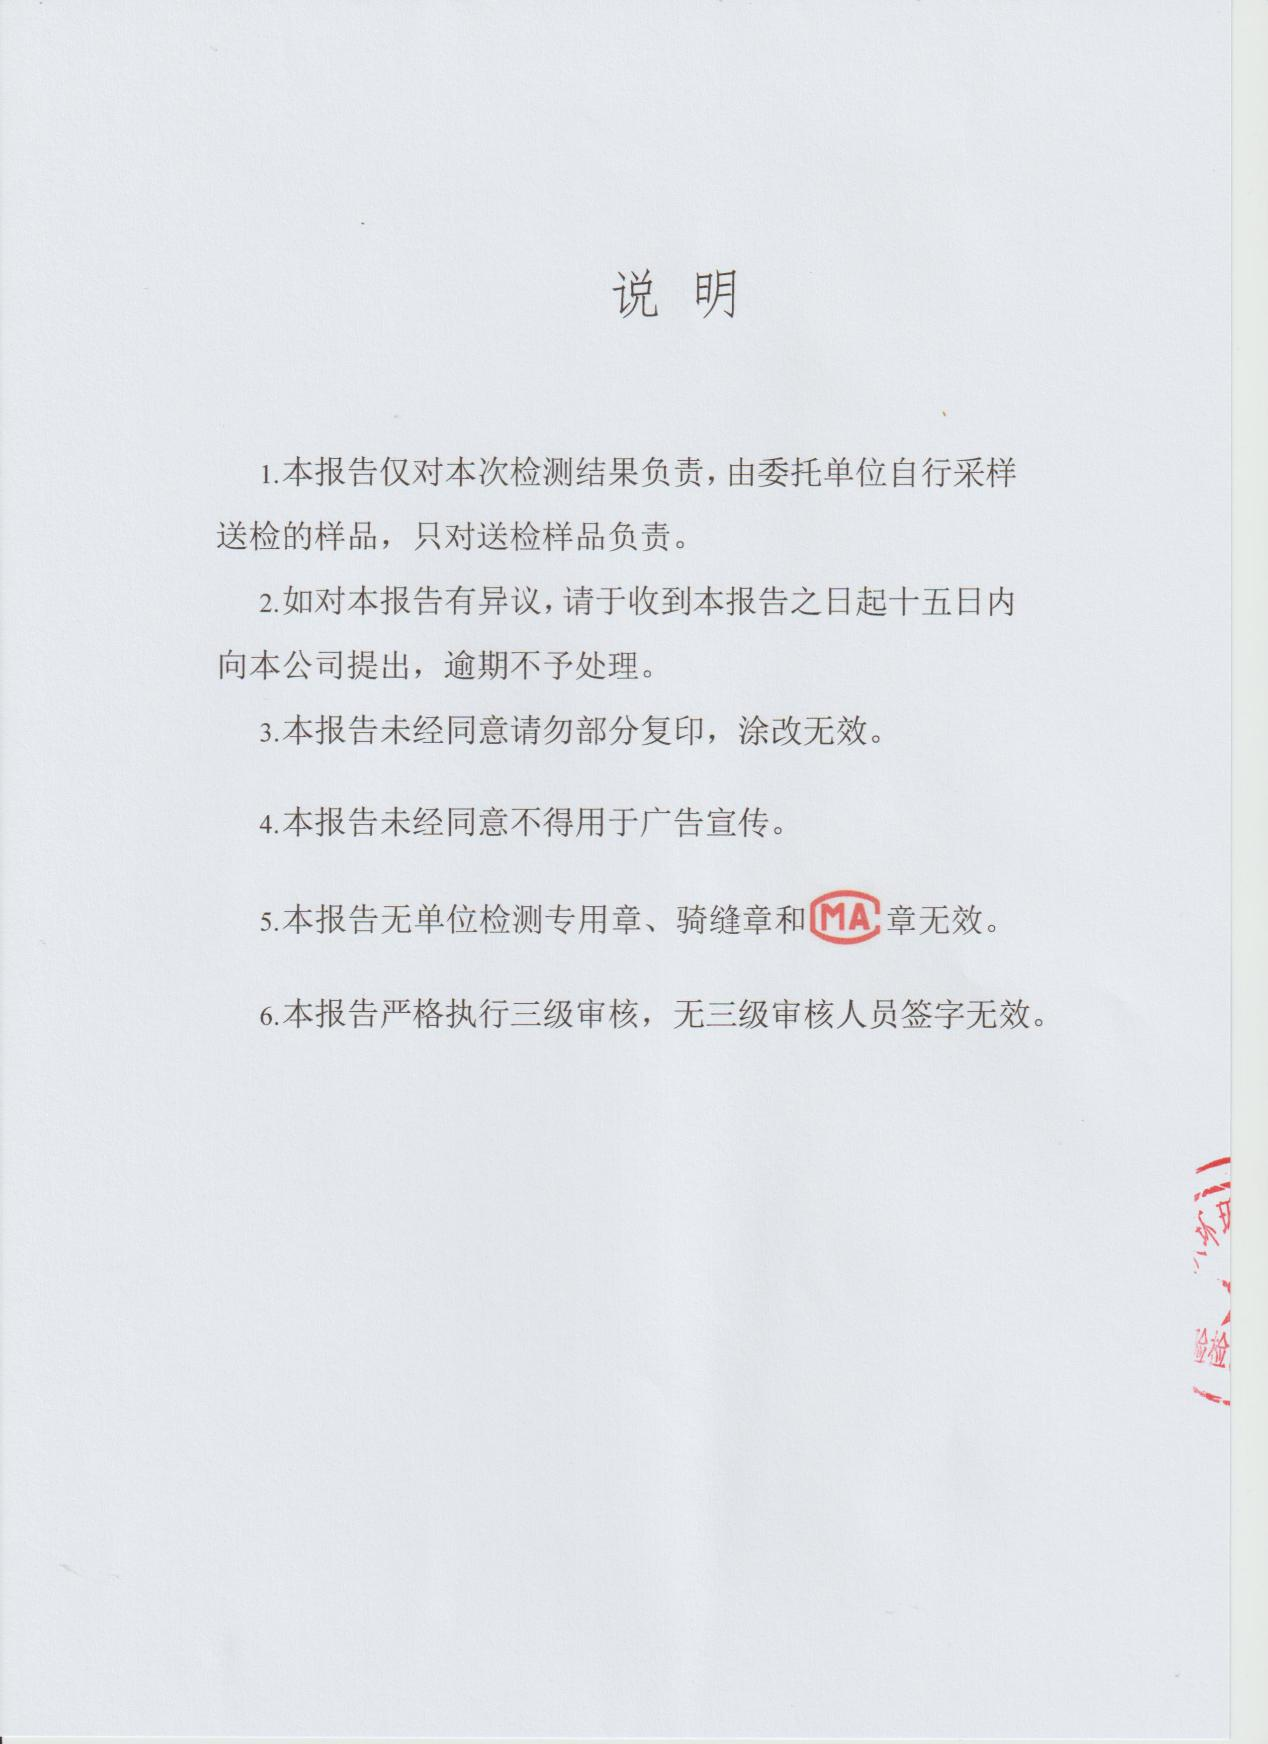 说 明
1.本报告仅对本次检测结果负责，由委托单位自行采样
送检的样品，只对送检样品负责。
2.如对本报告有异议，请于收到本报告之日起十五日内
向本公司提出，逾期不予处理。
3.本报告未经同意请勿部分复印，涂改无效。
4.本报告未经同意不得用于广告宣传。
5.本报告无单位检测专用章、骑缝章和MA章无效。
6.本报告严格执行三级审核，无三级审核人员签字无效。
验检